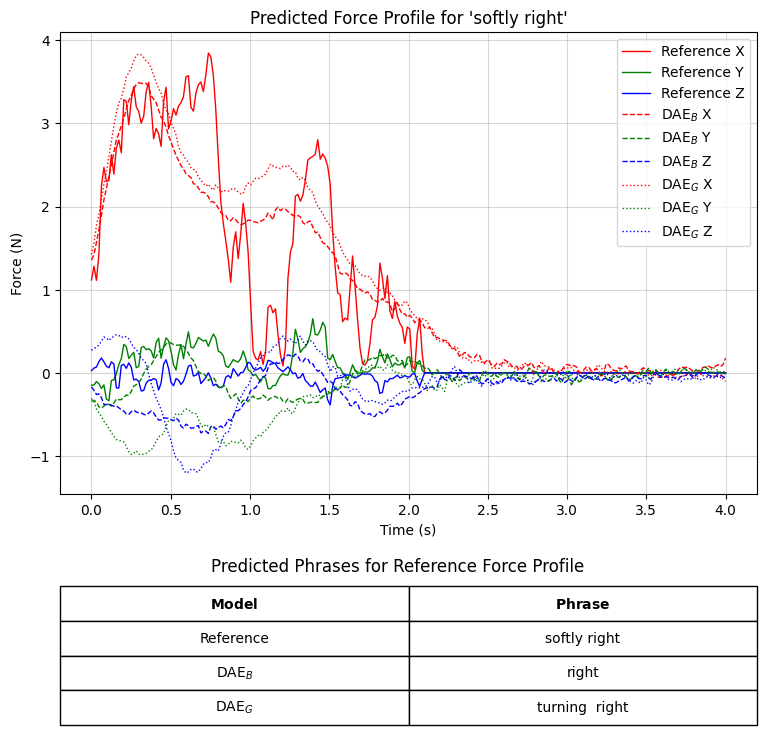 Predicted Force Profile for 'softly right'
4
3
2
1
0
−1
Force (N)
Reference X
Reference Y
Reference Z
DAE_B X
DAE_B Y
DAE_B Z
DAE_G X
DAE_G Y
DAE_G Z
0.0 0.5 1.0 1.5 2.0 2.5 3.0 3.5 4.0
Time (s)
Predicted Phrases for Reference Force Profile
Model Phrase
Reference softly right
DAE_B right
DAE_G turning  right